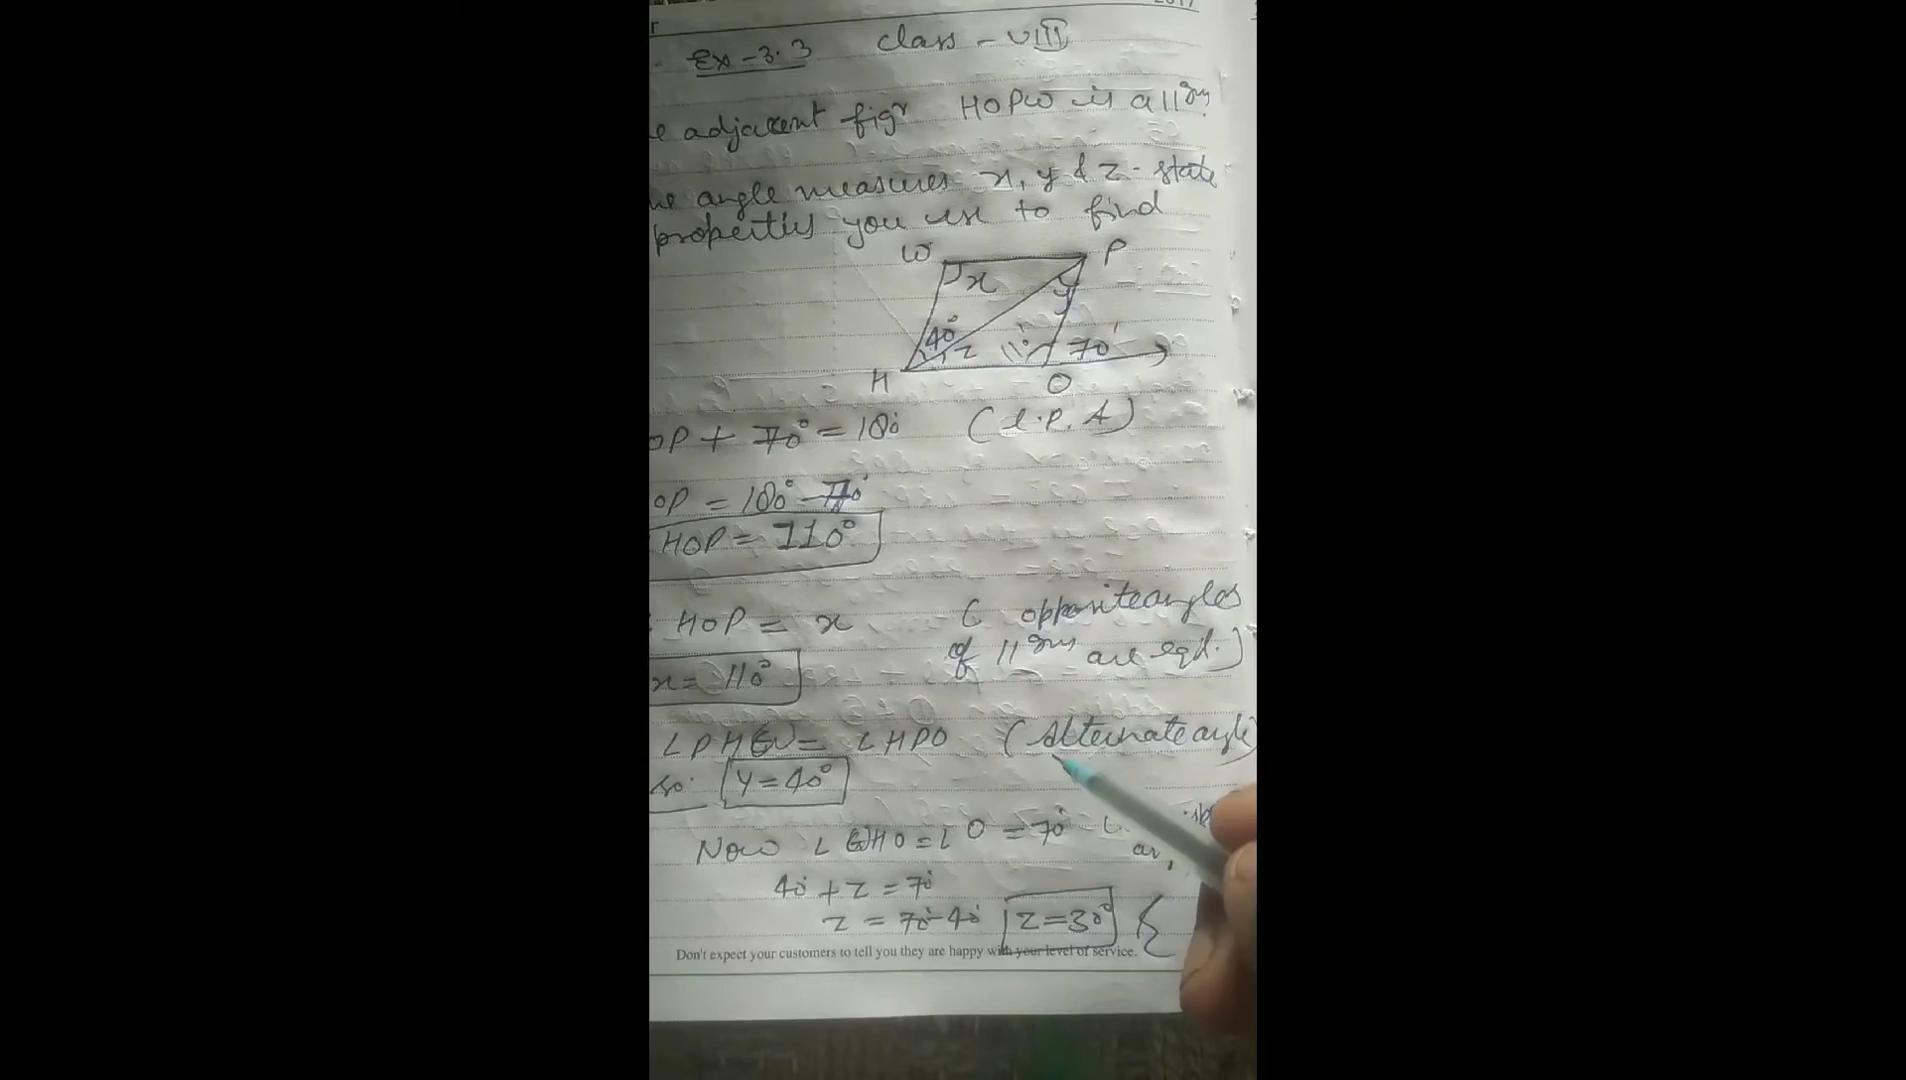 Ex-3.3 class - VIII
e adjacent figr HOPW is a ||gm
he angle measures x, y & z - state
properties you use to find
W P
x
y
40° z 11° 70°
H O
OP + 70° = 180° (l.P.A)
OP = 180° - 70°
HOP = 110°
HOP = x ( opposite angles
x = 110° of ||gm are eql.)
∠PHW = ∠HPO (Alternate angle)
so. y = 40°
Now ∠WHO = ∠O = 70°
40° + z = 70°
z = 70° - 40° z = 30°
Don't expect your customers to tell you they are happy with your level of service.